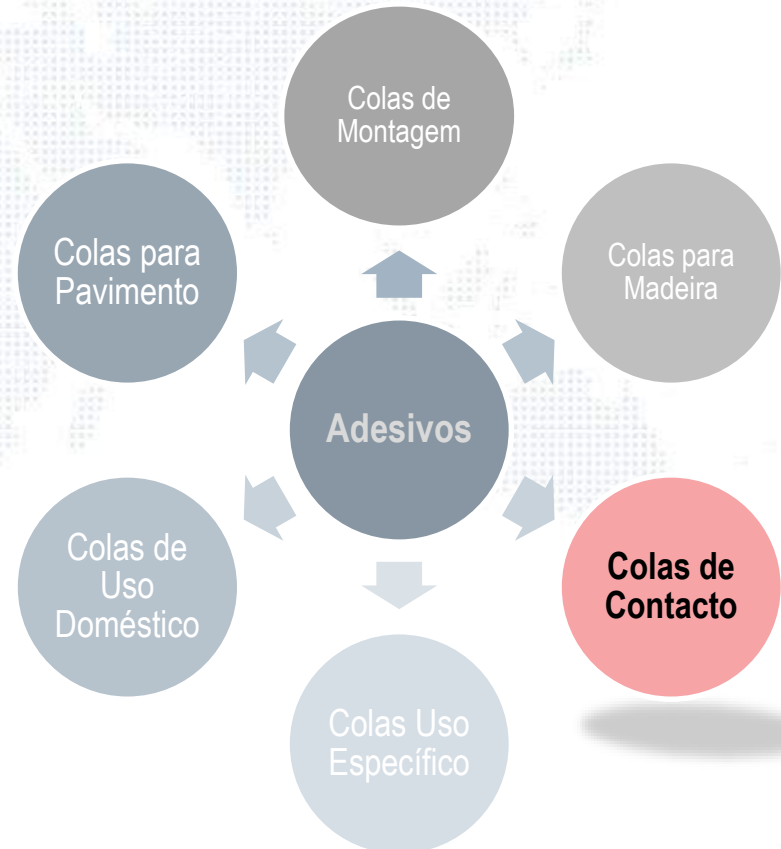 Colas de
Montagem
Colas para
Pavimento
Colas para
Madeira
Adesivos
Colas de
Uso
Doméstico
Colas de
Contacto
Colas Uso
Específico